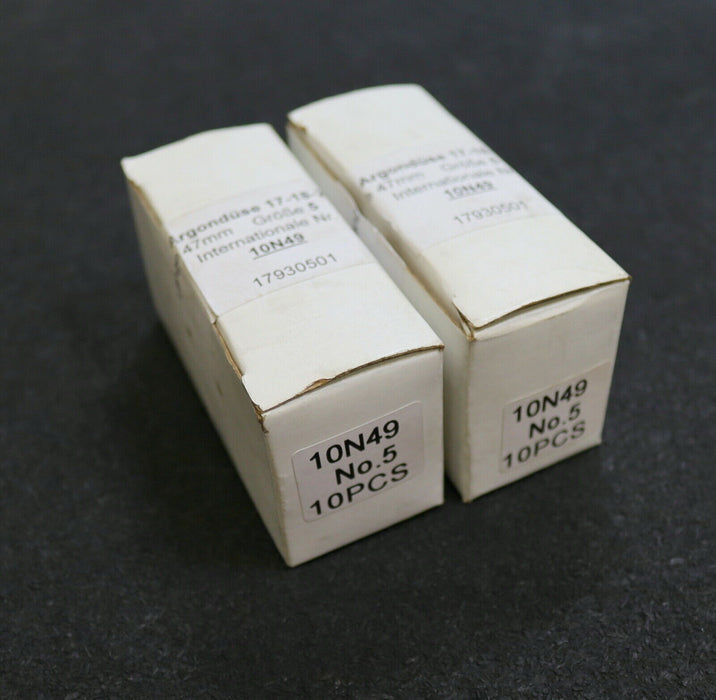 Argondüse 17-18-
47mm Größe 5
Internationale Nr.
10N49
17930501
10N49
No.5
10PCS
Argondüse 17-18
47mm Größe
Internationale Nr
10N49
17930501
10N49
No.5
10PCS